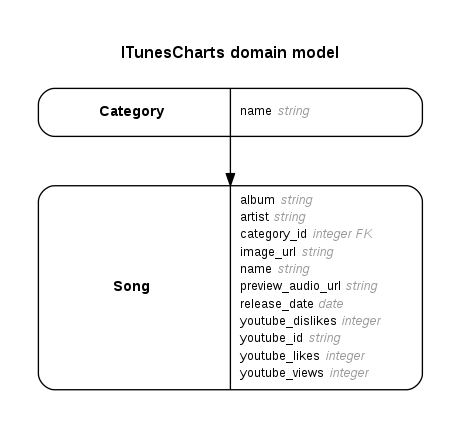 ITunesCharts domain model
Category
name string
Song
album string
artist string
category_id integer FK
image_url string
name string
preview_audio_url string
release_date date
youtube_dislikes integer
youtube_id string
youtube_likes integer
youtube_views integer